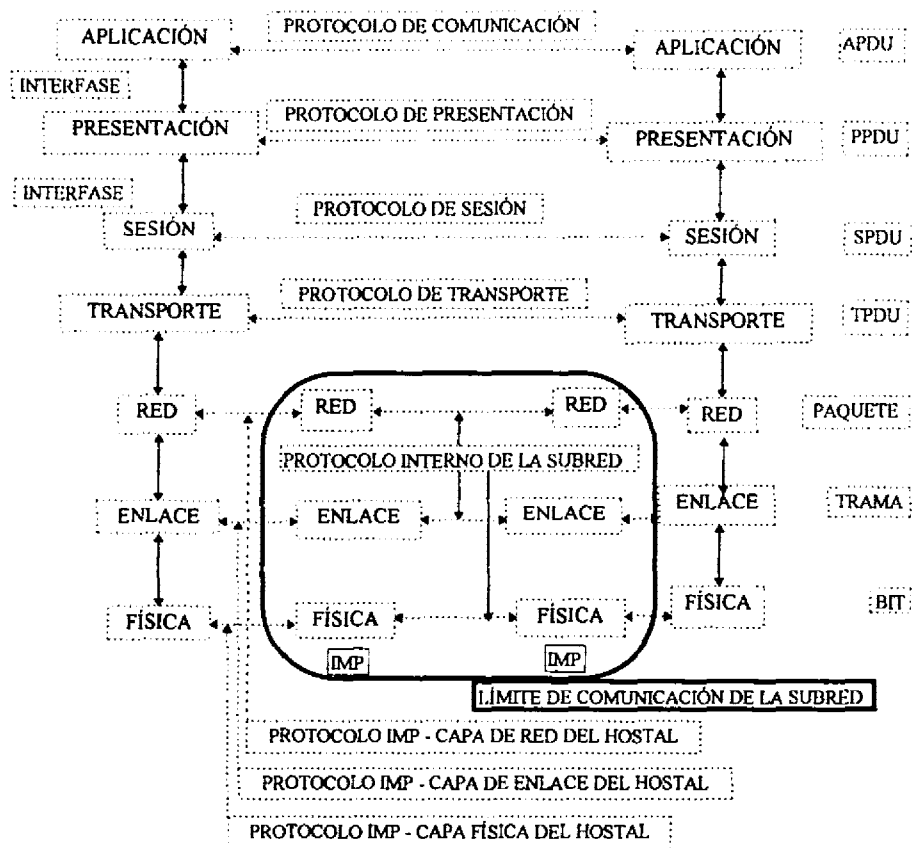 PROTOCOLO DE COMUNICACIÓN
APLICACIÓN
APLICACIÓN
APDU
INTERFASE
PROTOCOLO DE PRESENTACIÓN
PRESENTACIÓN
PRESENTACIÓN
PPDU
INTERFASE
PROTOCOLO DE SESIÓN
SESIÓN
SESIÓN
SPDU
PROTOCOLO DE TRANSPORTE
TRANSPORTE
TRANSPORTE
TPDU
RED
RED
RED
RED
PAQUETE
PROTOCOLO INTERNO DE LA SUBRED
ENLACE
ENLACE
ENLACE
ENLACE
TRAMA
FÍSICA
FÍSICA
FÍSICA
FÍSICA
BIT
IMP
IMP
LÍMITE DE COMUNICACIÓN DE LA SUBRED
PROTOCOLO IMP - CAPA DE RED DEL HOSTAL
PROTOCOLO IMP - CAPA DE ENLACE DEL HOSTAL
PROTOCOLO IMP - CAPA FÍSICA DEL HOSTAL